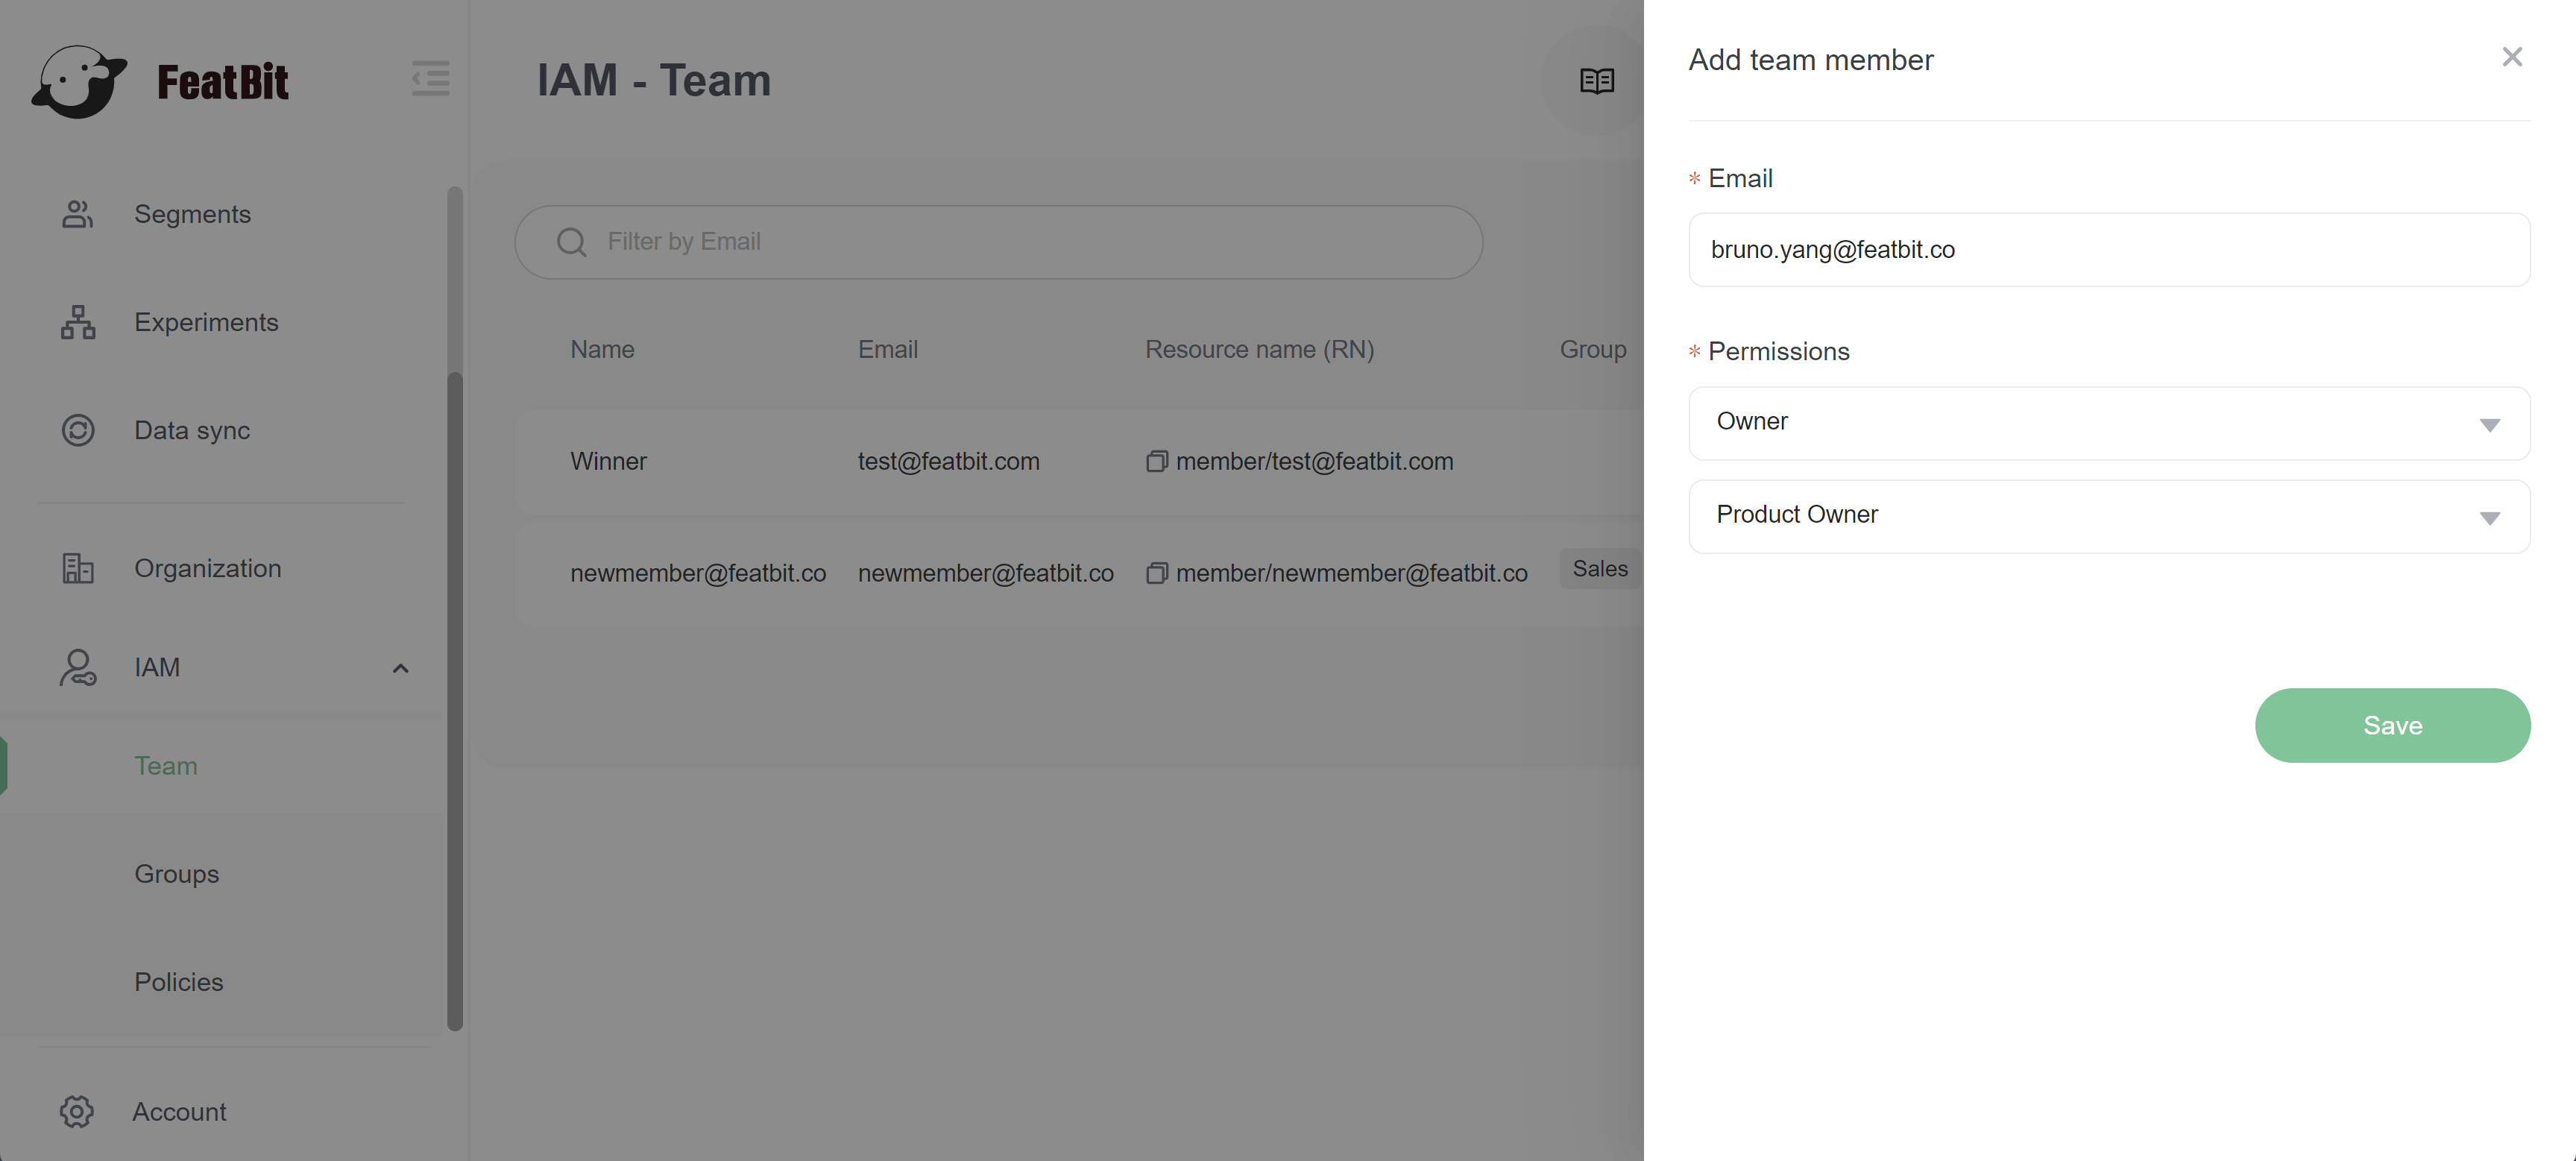 FeatBit
Segments
Experiments
Data sync
Organization
IAM
Team
Groups
Policies
Account
IAM - Team
Filter by Email
Name Email Resource name (RN) Group
Winner test@featbit.com member/test@featbit.com
newmember@featbit.co newmember@featbit.co member/newmember@featbit.co Sales
Add team member
* Email
bruno.yang@featbit.co
* Permissions
Owner
Product Owner
Save